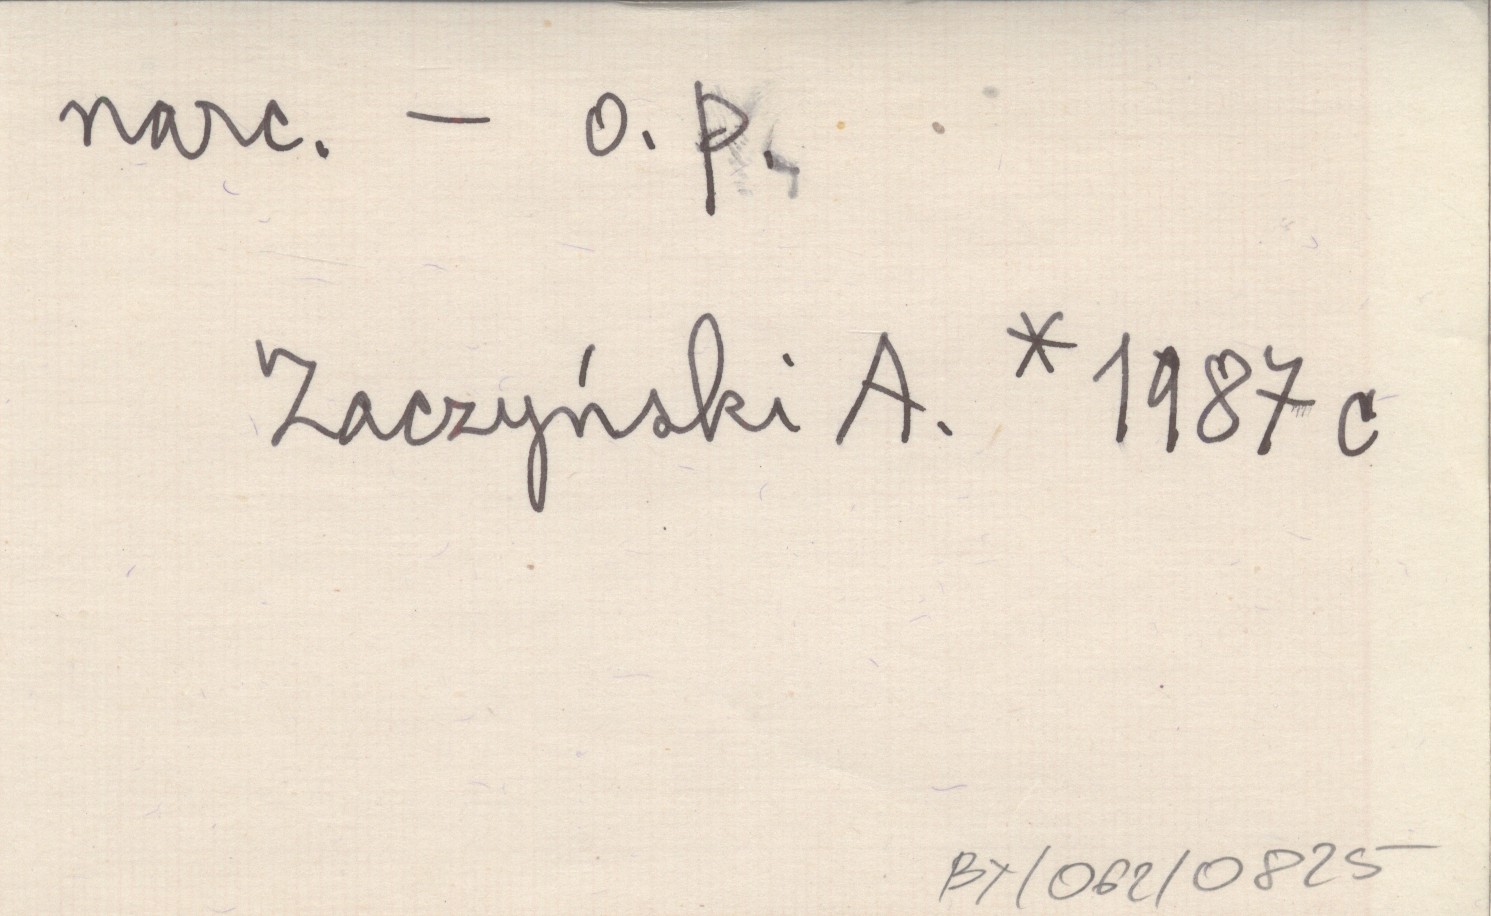 narc. — o. p.
Zaczyński A. * 1987 c
BY/062/0825